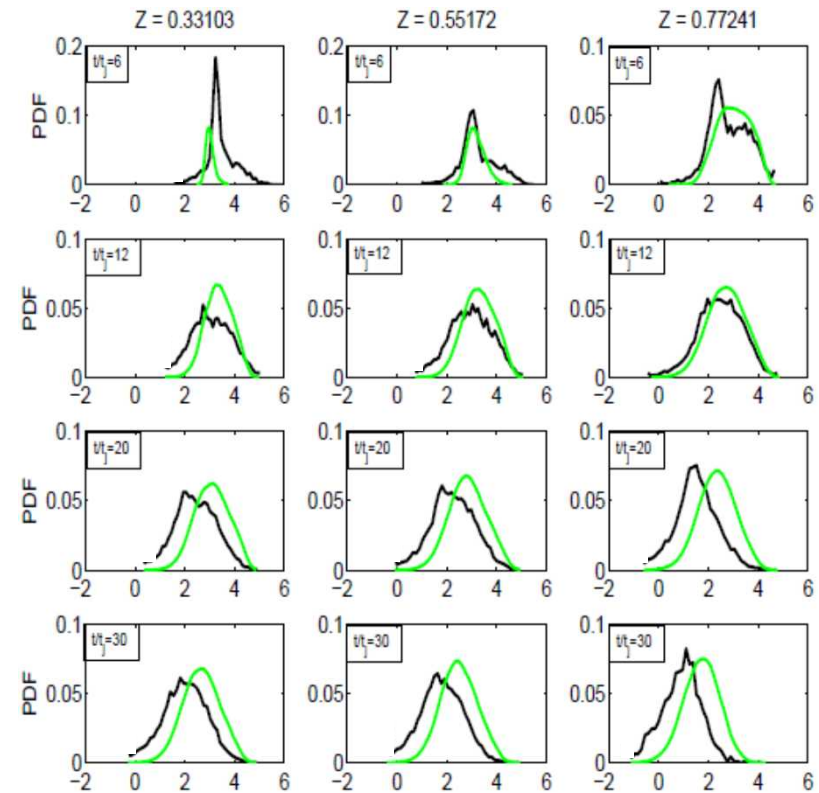 Z = 0.33103 Z = 0.55172 Z = 0.77241
0.2 0.2 0.1
t/tj=6 t/tj=6 t/tj=6
PDF 0.1 0.1 0.05
0 0 0
−2 0 2 4 6 −2 0 2 4 6 −2 0 2 4 6
0.1 0.1 0.1
t/tj=12 t/tj=12 t/tj=12
PDF 0.05 0.05 0.05
0 0 0
−2 0 2 4 6 −2 0 2 4 6 −2 0 2 4 6
0.1 0.1 0.1
t/tj=20 t/tj=20 t/tj=20
PDF 0.05 0.05 0.05
0 0 0
−2 0 2 4 6 −2 0 2 4 6 −2 0 2 4 6
0.1 0.1 0.1
t/tj=30 t/tj=30 t/tj=30
PDF 0.05 0.05 0.05
0 0 0
−2 0 2 4 6 −2 0 2 4 6 −2 0 2 4 6